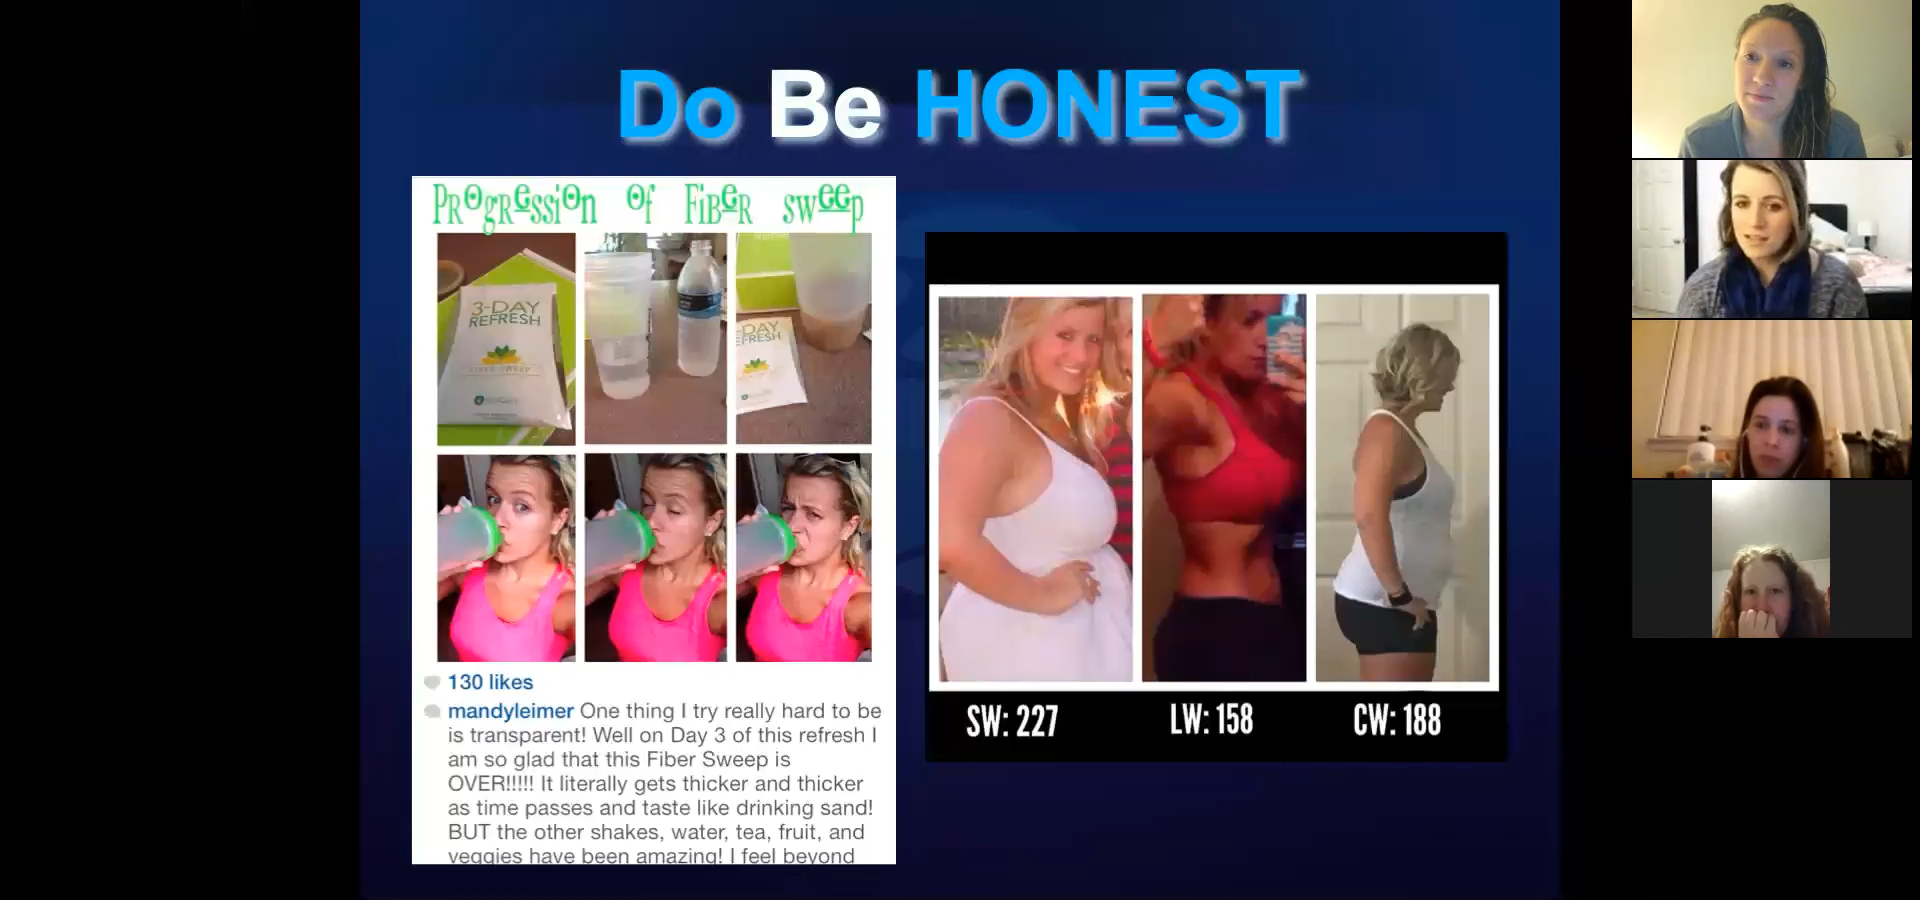 Do Be HONEST
Progression of Fiber sweep
3-DAY
REFRESH
FIBER SWEEP
DAY
EFRESH
130 likes
mandyleimer One thing I try really hard to be
is transparent! Well on Day 3 of this refresh I
am so glad that this Fiber Sweep is
OVER!!!!! It literally gets thicker and thicker
as time passes and taste like drinking sand!
BUT the other shakes, water, tea, fruit, and
veggies have been amazing! I feel beyond
SW: 227
LW: 158
CW: 188